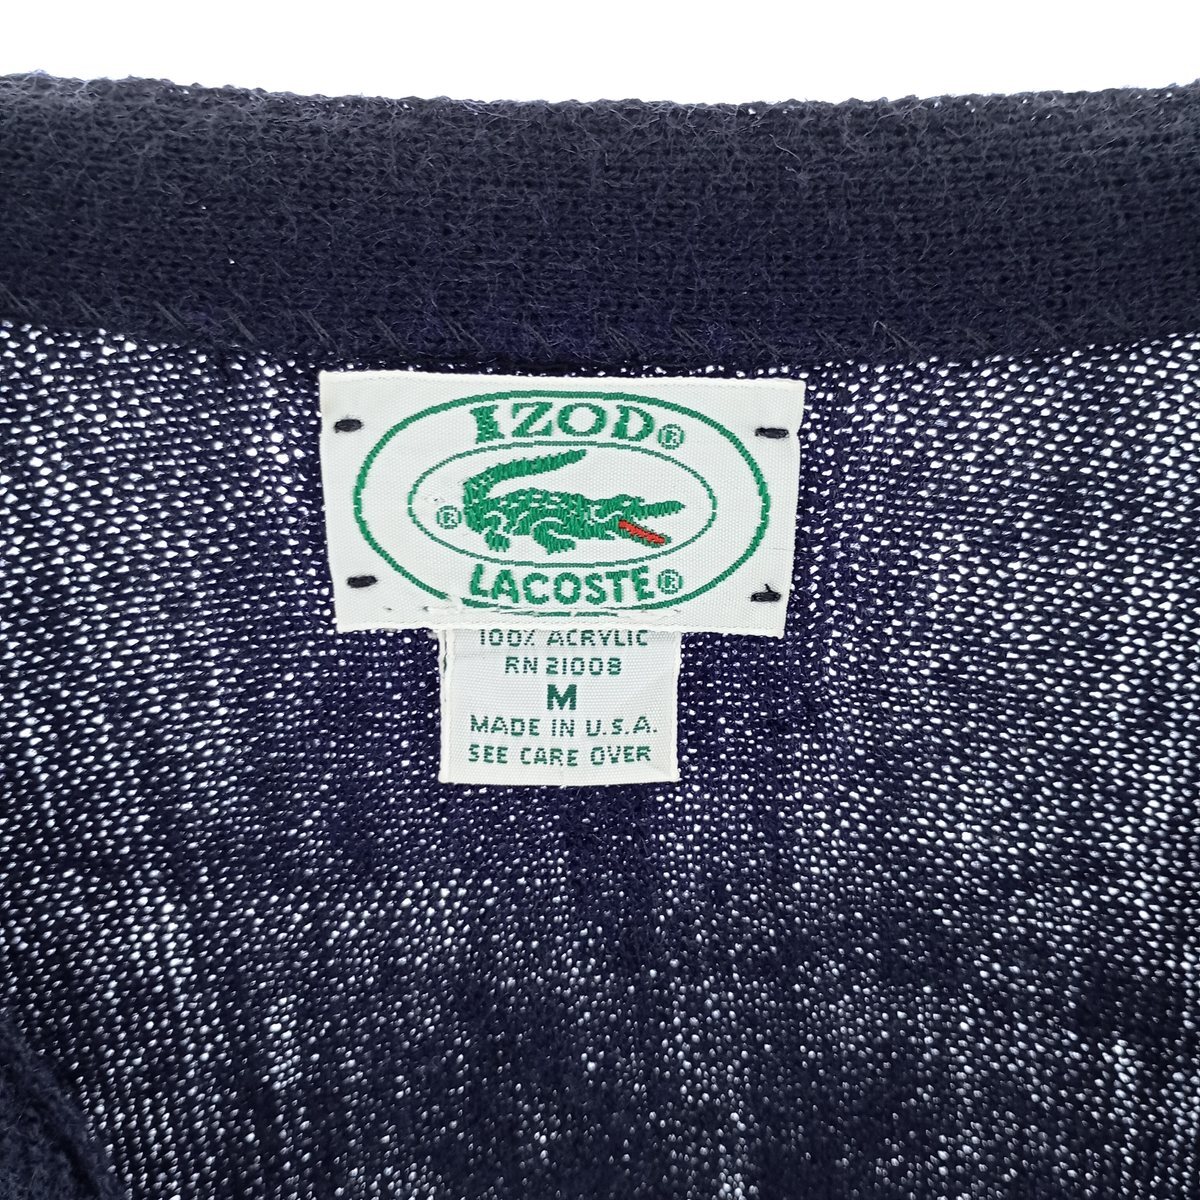 IZOD®
®
LACOSTE®
100% ACRYLIC
RN 21008
M
MADE IN U.S.A.
SEE CARE OVER